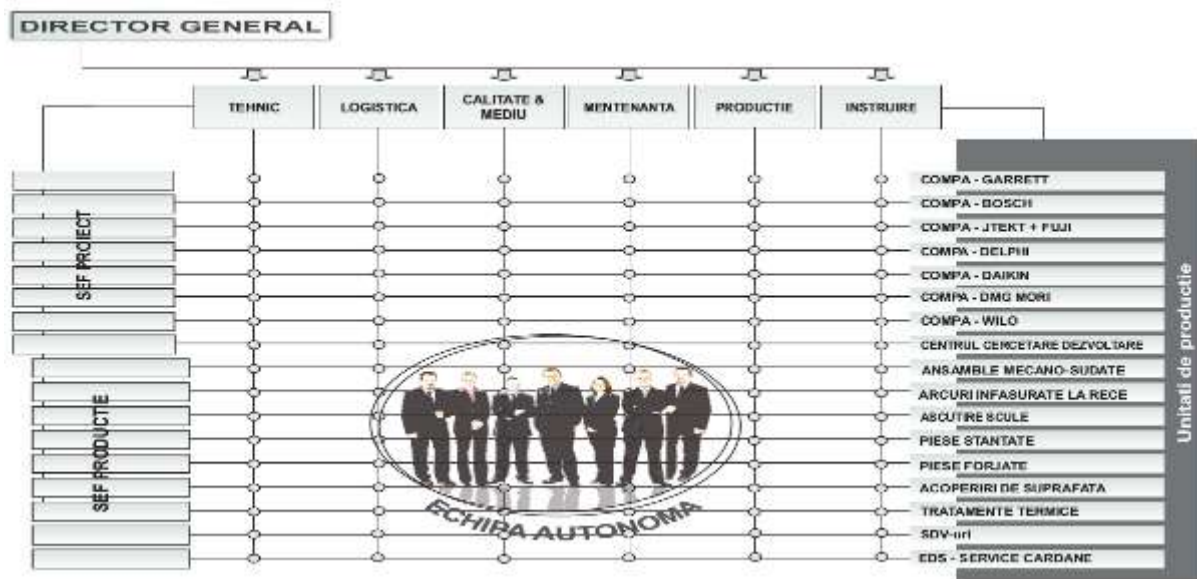 DIRECTOR GENERAL
TEHNIC
LOGISTICA
CALITATE &
MEDIU
MENTENANTA
PRODUCTIE
INSTRUIRE
SEF PROIECT
SEF PRODUCTE
COMPA - GARRETT
COMPA - BOSCH
COMPA - JTEKT + FUJI
COMPA - DELPHI
COMPA - DAIKIN
COMPA - DMG MORI
COMPA - WILO
CENTRUL CERCETARE DEZVOLTARE
ANSAMBLE MECANO-SUDATE
ARCURI INFASURATE LA RECE
ASCUTIRE SCULE
PIESE STANTATE
PIESE FORJATE
ACOPERIRI DE SUPRAFATA
TRATAMENTE TERMICE
SDV-uri
EDS - SERVICE CARDANE
Unitati de productie
ECHIPA AUTONOMA